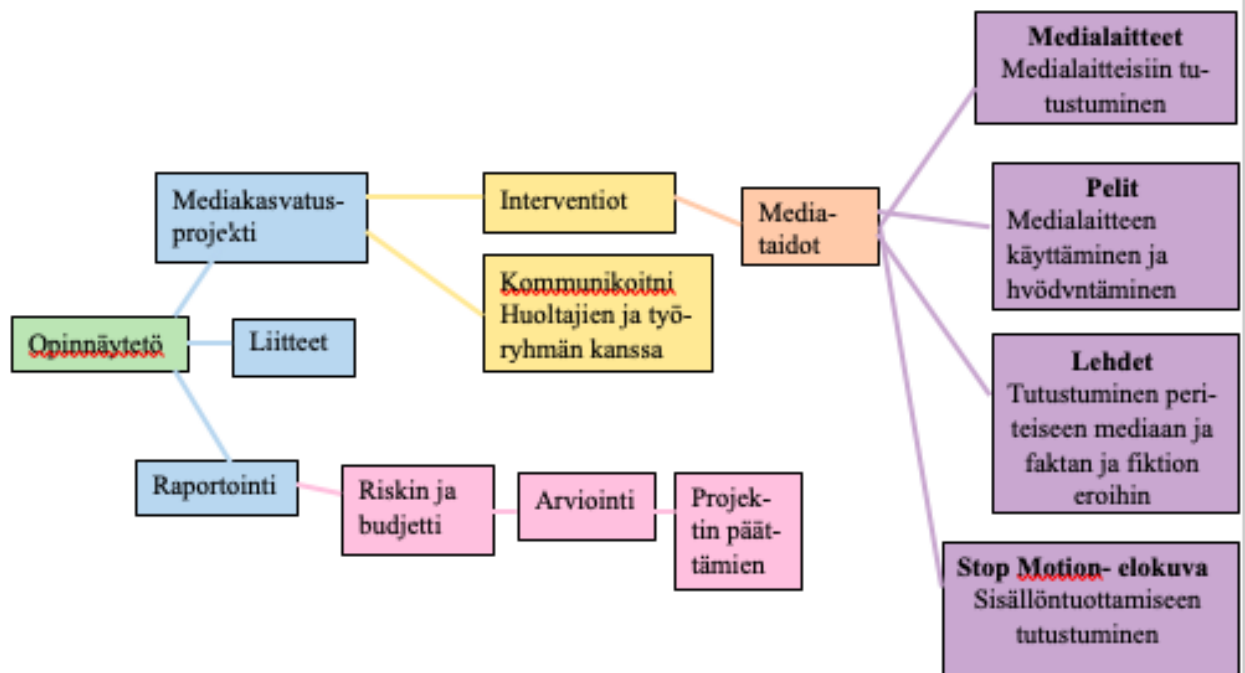 Medialaitteet
Medialaitteisiin tu-
tustuminen
Mediakasvatus-
projekti
Interventiot
Media-
taidot
Pelit
Medialaitteen
käyttäminen ja
hyödyntäminen
Kommunikoitni
Huoltajien ja työ-
ryhmän kanssa
Opinnäytetö
Liitteet
Lehdet
Tutustuminen peri-
teiseen mediaan ja
faktan ja fiktion
eroihin
Raportointi
Riskin ja
budjetti
Arviointi
Projek-
tin päät-
tämien
Stop Motion- elokuva
Sisällöntuottamiseen
tutustuminen